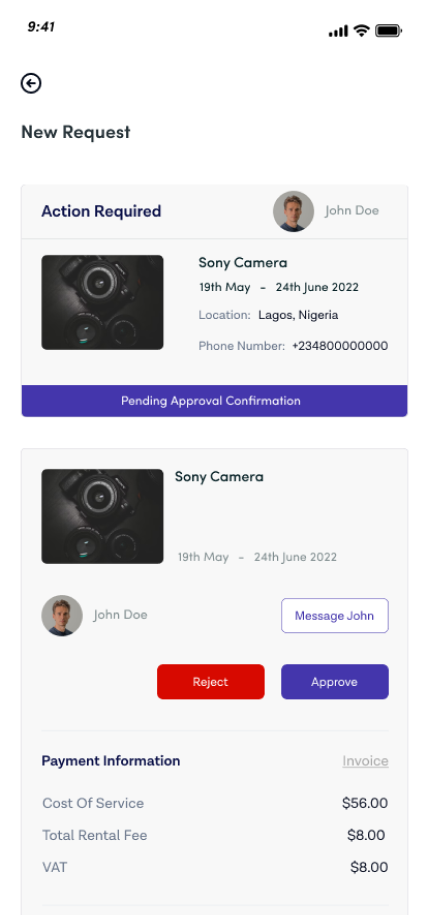 9:41
New Request
Action Required
John Doe
Sony Camera
19th May - 24th June 2022
Location: Lagos, Nigeria
Phone Number: +234800000000
Pending Approval Confirmation
Sony Camera
19th May - 24th June 2022
John Doe
Message John
Reject
Approve
Payment Information
Invoice
Cost Of Service $56.00
Total Rental Fee $8.00
VAT $8.00